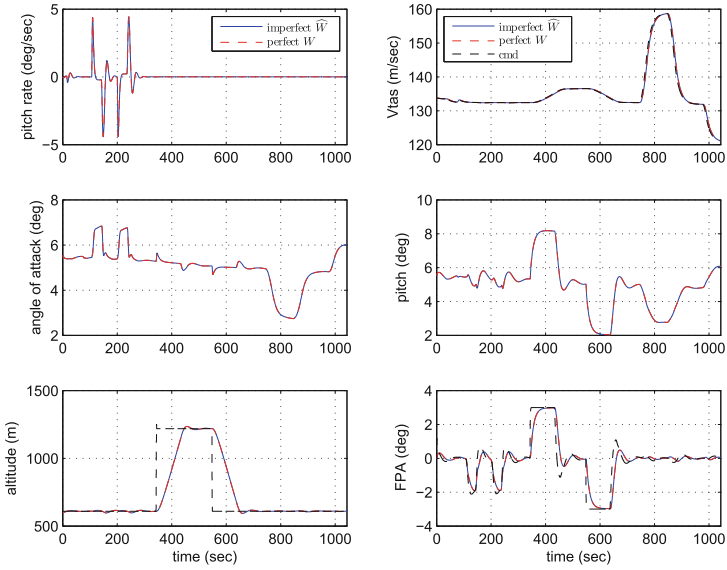 5
0
−5
0 200 400 600 800 1000
pitch rate (deg/sec)
imperfect Ŵ
perfect W
160
150
140
130
120
0 200 400 600 800 1000
Vtas (m/sec)
imperfect Ŵ
perfect W
cmd
8
6
4
2
0 200 400 600 800 1000
angle of attack (deg)
10
8
6
4
2
0 200 400 600 800 1000
pitch (deg)
1500
1000
500
0 200 400 600 800 1000
altitude (m)
time (sec)
4
2
0
−2
−4
0 200 400 600 800 1000
FPA (deg)
time (sec)